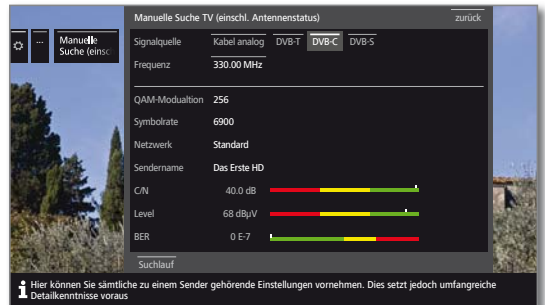 Manuelle Suche TV (einschl. Antennenstatus) zurück
... Manuelle
Suche (einscl
Signalquelle Kabel analog DVB-T DVB-C DVB-S
Frequenz 330.00 MHz
QAM-Modualtion 256
Symbolrate 6900
Netzwerk Standard
Sendername Das Erste HD
C/N 40.0 dB
Level 68 dBµV
BER 0 E-7
Suchlauf
Hier können Sie sämtliche zu einem Sender gehörende Einstellungen vornehmen. Dies setzt jedoch umfangreiche
Detailkenntnisse voraus